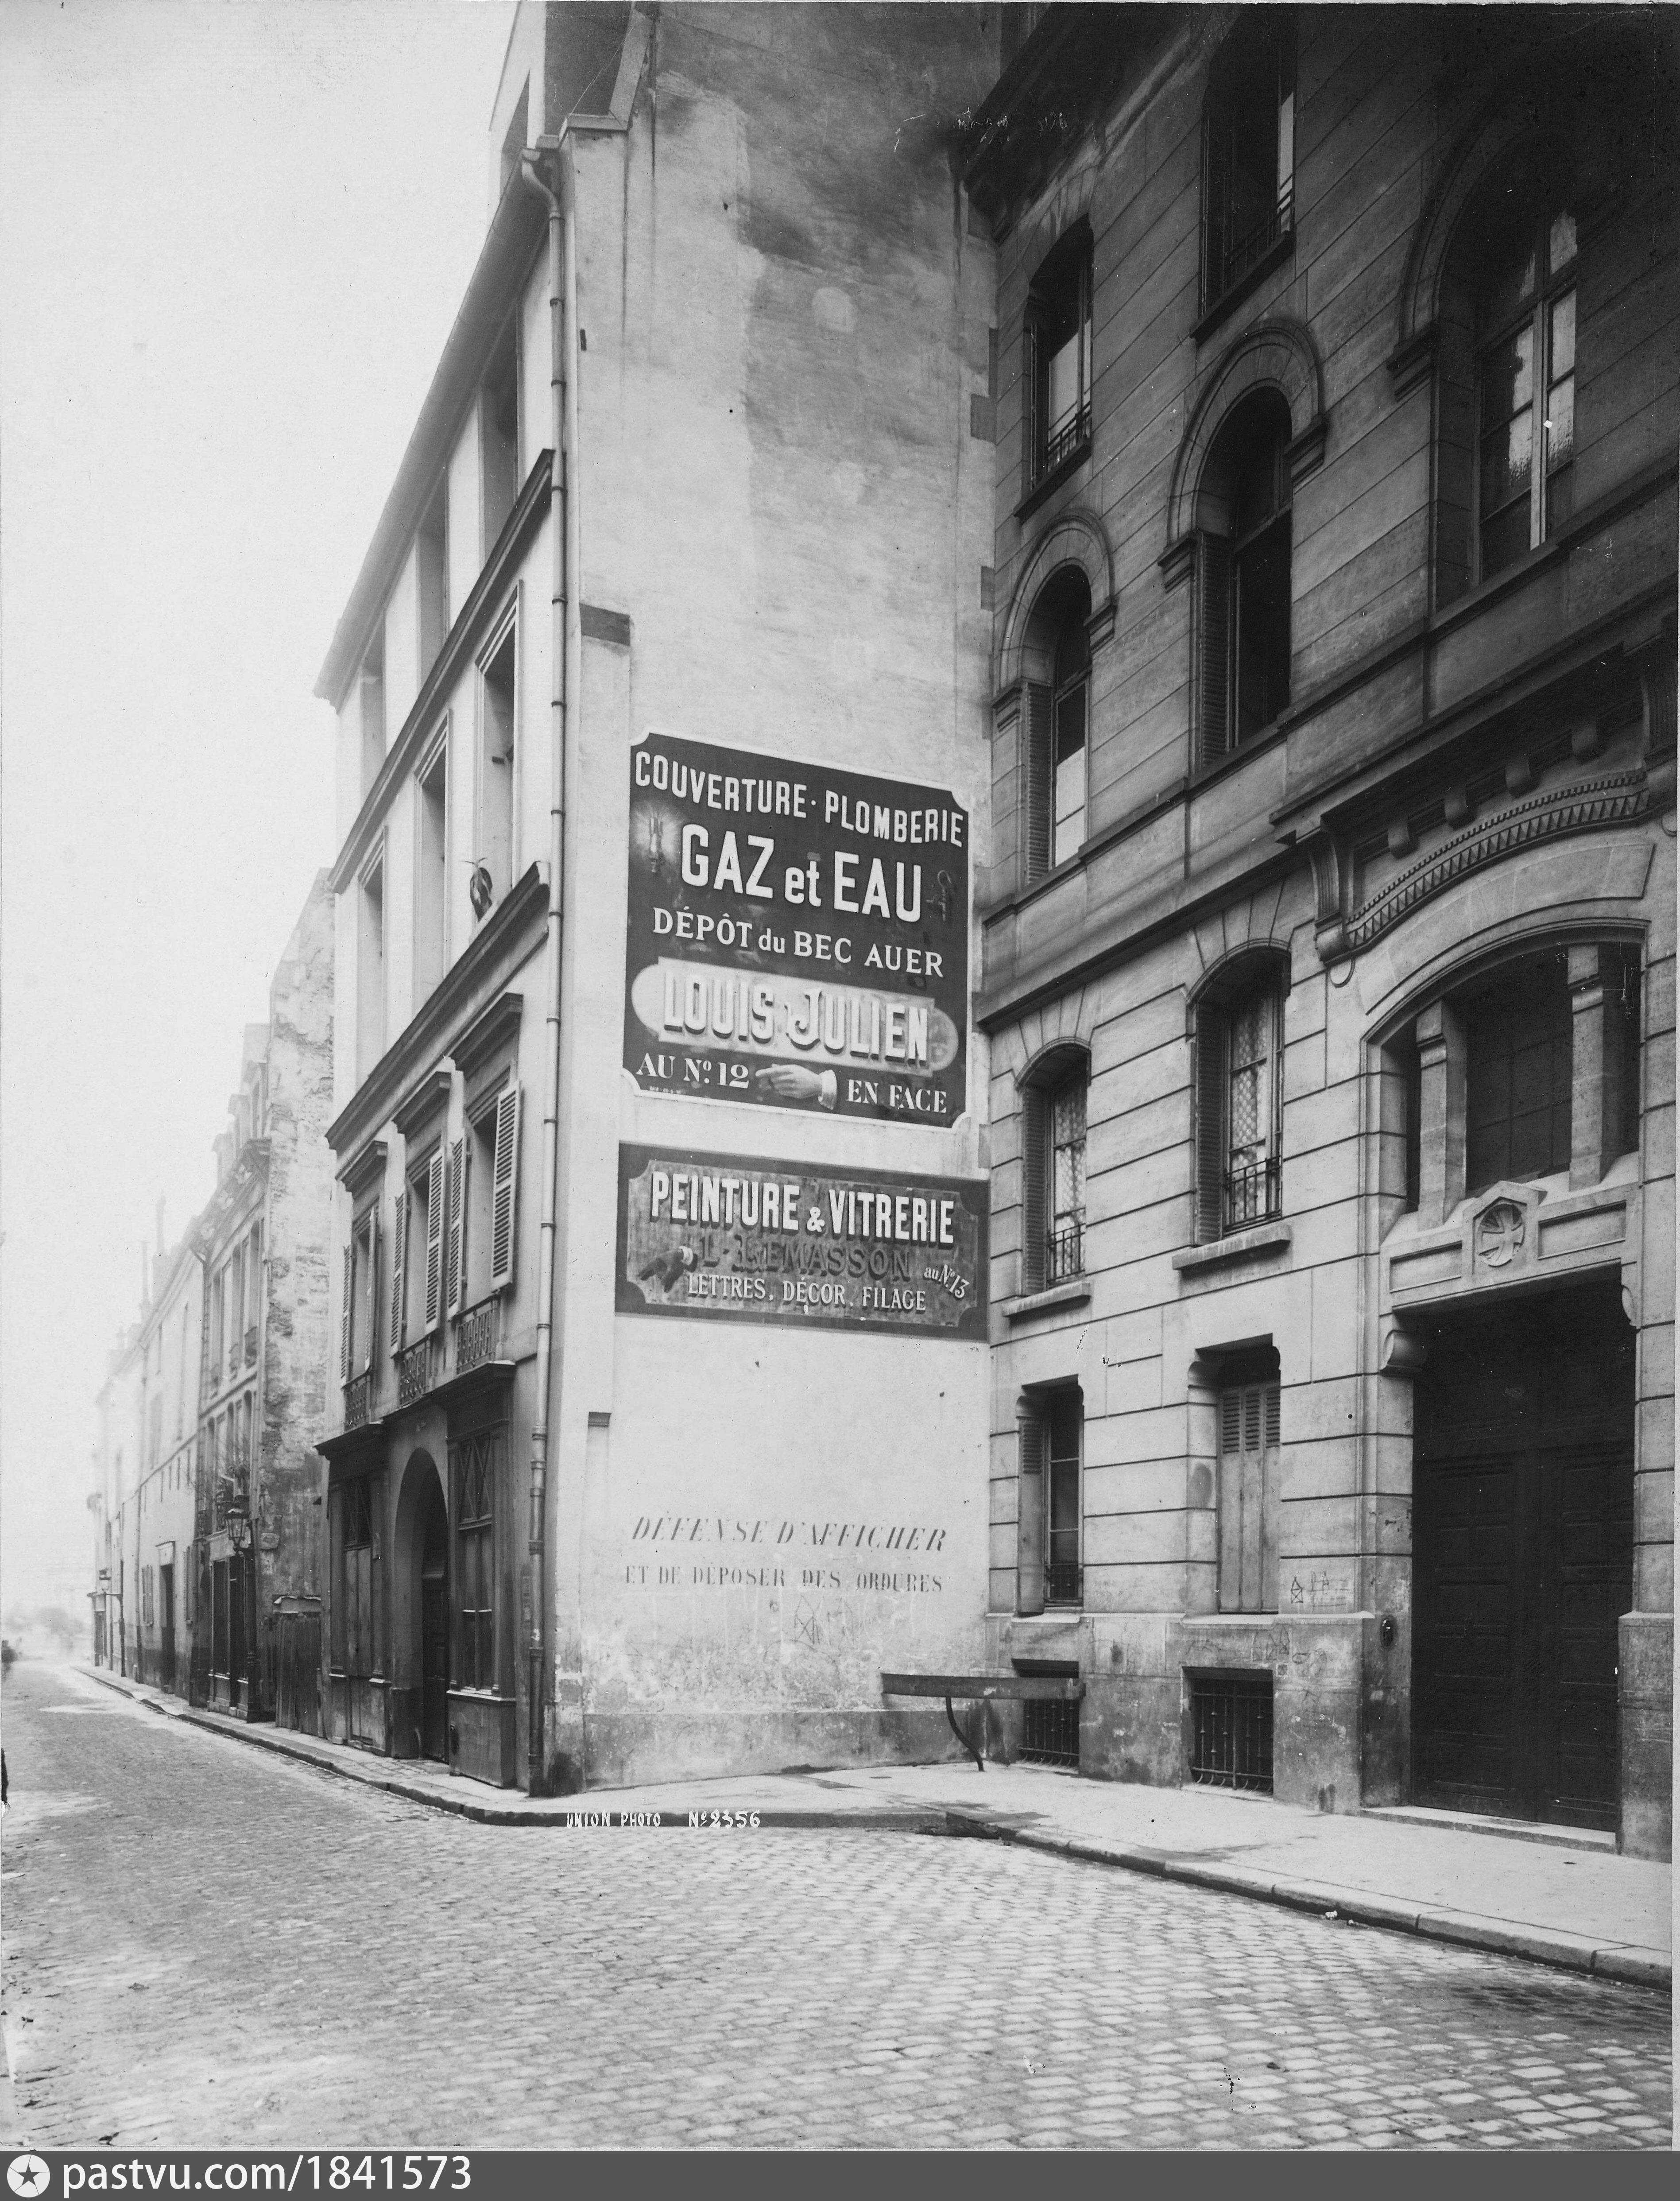 COUVERTURE · PLOMBERIE
GAZ et EAU
DÉPÔT du BEC AUER
LOUIS JULIEN
AU Nº 12 EN FACE
PEINTURE & VITRERIE
L. LEMASSON
au Nº 13
LETTRES, DÉCOR, FILAGE
DÉFENSE D'AFFICHER
ET DE DÉPOSER DES ORDURES
UNION PHOTO Nº 2356
pastvu.com/1841573